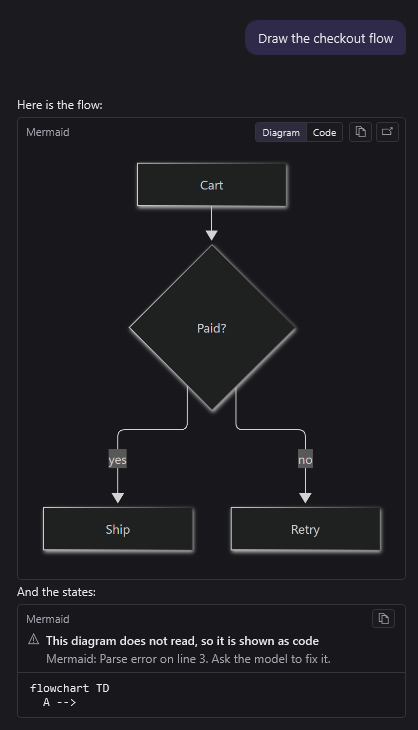 Draw the checkout flow
Here is the flow:
Mermaid
Diagram Code
Cart
Paid?
yes no
Ship Retry
And the states:
Mermaid
This diagram does not read, so it is shown as code
Mermaid: Parse error on line 3. Ask the model to fix it.
flowchart TD
A -->